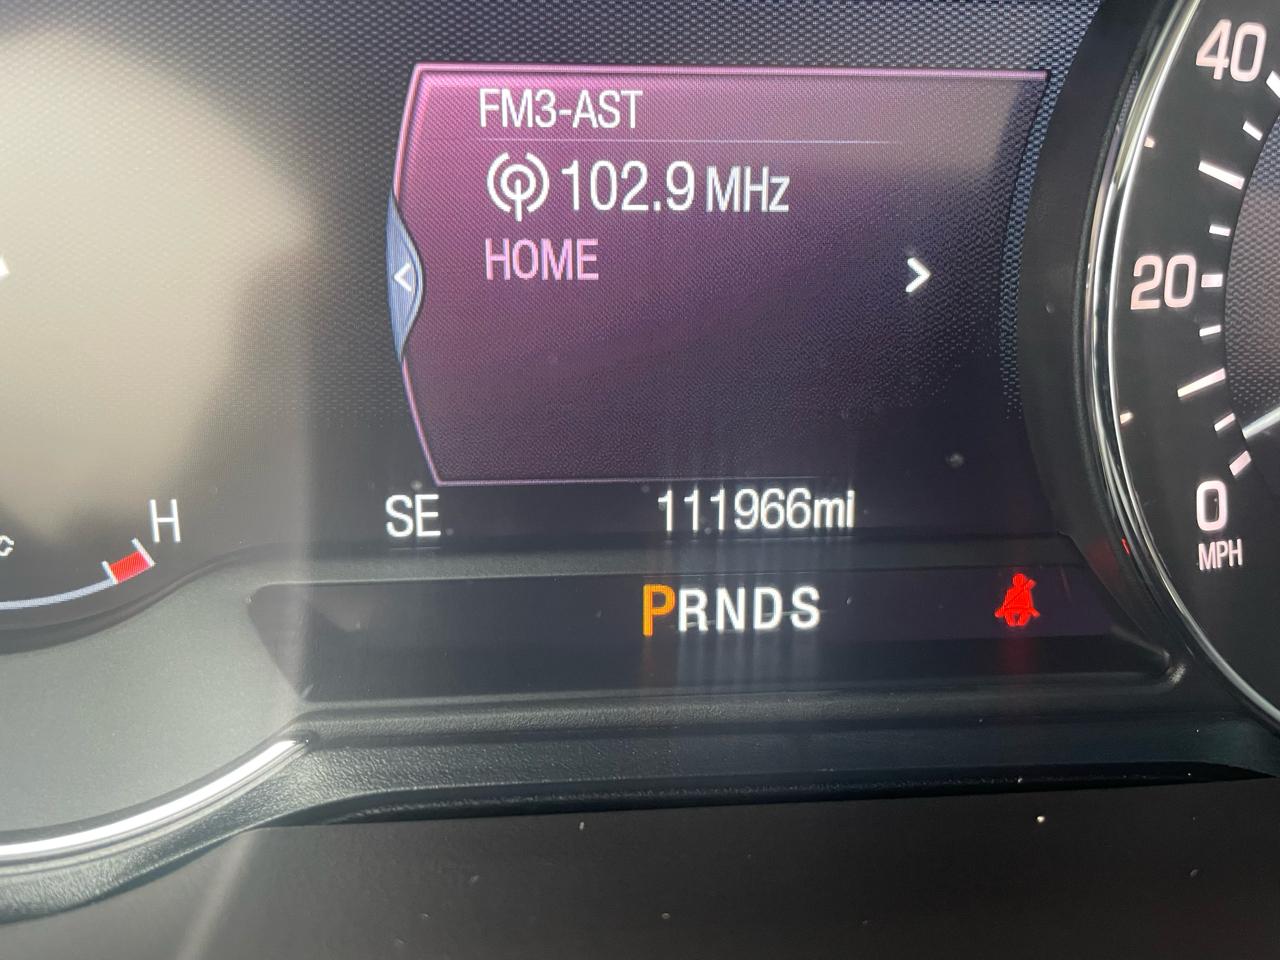 FM3-AST
102.9 MHz
HOME
SE
111966mi
PRNDS
H
40
20
0
MPH